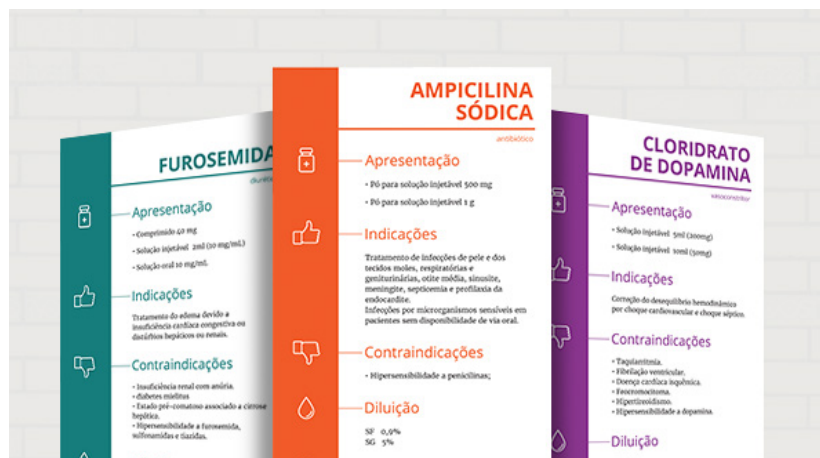 FUROSEMIDA
Apresentação
• Comprimido 40 mg
• Solução injetável 2ml (10 mg/mL)
• Solução oral 10 mg/mL
Indicações
Tratamento do edema devido a
insuficiência cardíaca congestiva ou
distúrbios hepáticos ou renais.
Contraindicações
• Insuficiência renal com anúria.
• diabetes mielitus
• Estado pré-comatoso associado a cirrose
hepática.
• Hipersensibilidade a furosemida,
sulfonamidas e tiazidas.
AMPICILINA
SÓDICA
antibiótico
Apresentação
• Pó para solução injetável 500 mg
• Pó para solução injetável 1 g
Indicações
Tratamento de infecções de pele e dos
tecidos moles, respiratórias e
geniturinárias, otite média, sinusite,
meningite, septicemia e profilaxia da
endocardite.
Infecções por microrganismos sensíveis em
pacientes sem disponibilidade de via oral.
Contraindicações
• Hipersensibilidade a penicilinas;
Diluição
SF 0,9%
SG 5%
CLORIDRATO
DE DOPAMINA
vasoconstritor
Apresentação
• Solução injetável 5ml (200mg)
• Solução injetável 10ml (50mg)
Indicações
Correção do desequilíbrio hemodinâmico
por choque cardiovascular e choque séptico.
Contraindicações
• Taquiarritmia.
• Fibrilação ventricular.
• Doença cardíaca isquêmica.
• Feocromocitoma.
• Hipertireoidismo.
• Hipersensibilidade a dopamina.
Diluição